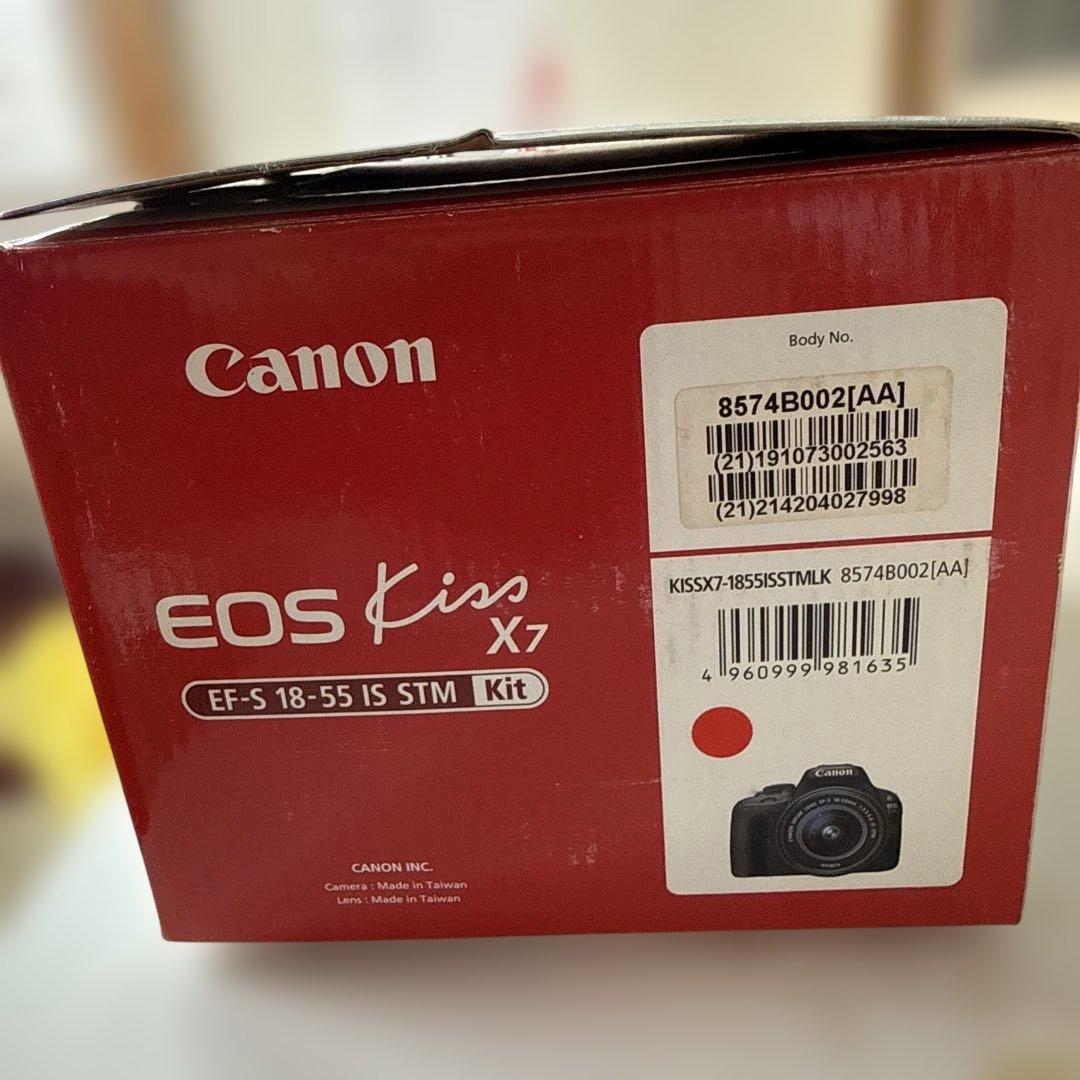 Canon
EOS Kiss X7
EF-S 18-55 IS STM Kit
CANON INC.
Camera : Made in Taiwan
Lens : Made in Taiwan
Body No.
8574B002[AA]
(21)191073002563
(21)214204027998
KISSX7-1855ISSTMLK 8574B002[AA]
4 960999 981635
Canon